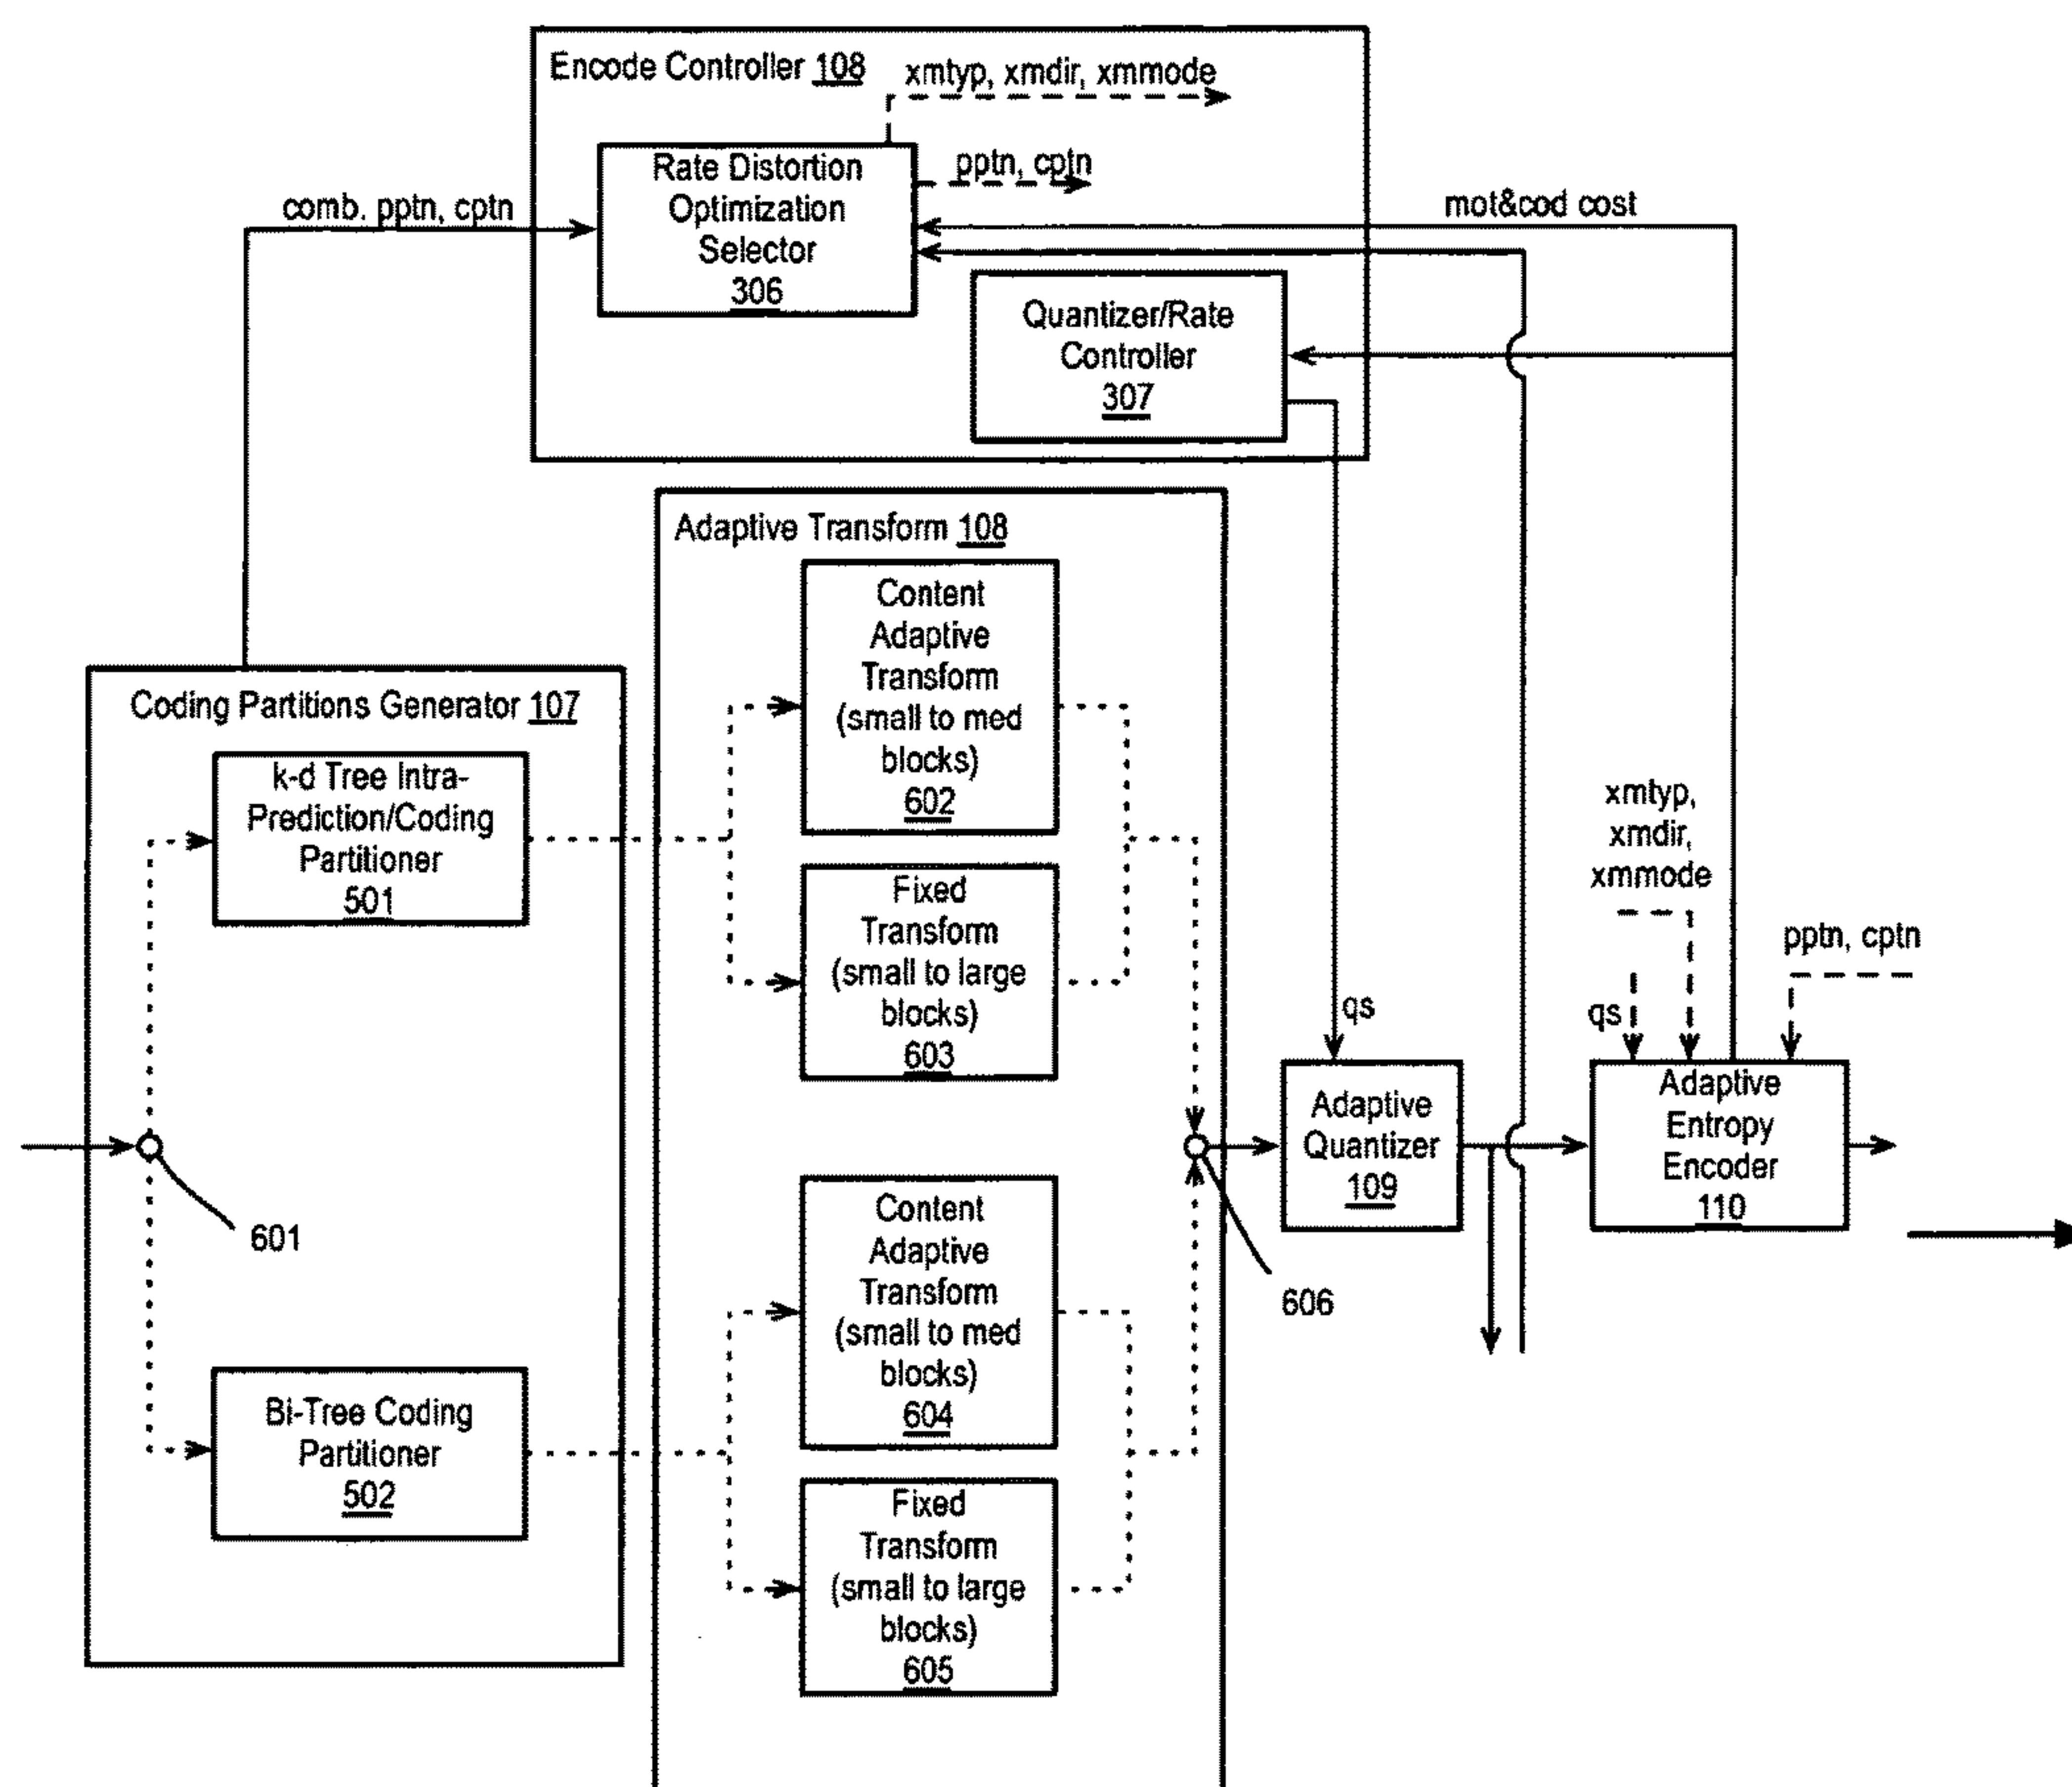 Encode Controller 108
xmtyp, xmdir, xmmode
Rate Distortion
Optimization
Selector
306
pptn, cptn
comb. pptn, cptn
mot&cod cost
Quantizer/Rate
Controller
307
Adaptive Transform 108
Content
Adaptive
Transform
(small to med
blocks)
602
Coding Partitions Generator 107
k-d Tree Intra-
Prediction/Coding
Partitioner
501
Fixed
Transform
(small to large
blocks)
603
xmtyp,
xmdir,
xmmode
pptn, cptn
qs
qs
Adaptive
Quantizer
109
Adaptive
Entropy
Encoder
110
601
606
Content
Adaptive
Transform
(small to med
blocks)
604
Bi-Tree Coding
Partitioner
502
Fixed
Transform
(small to large
blocks)
605